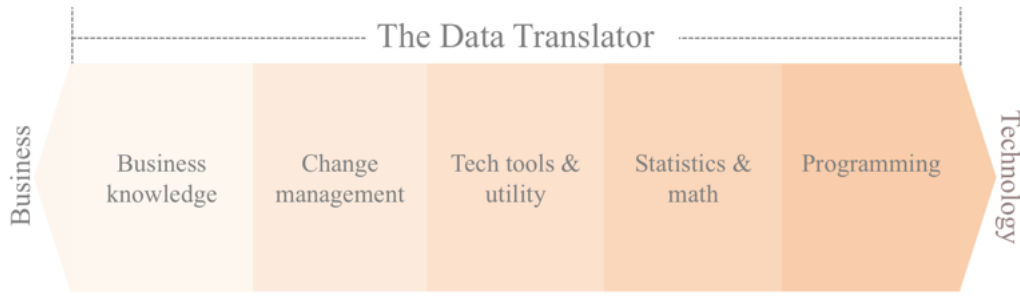 The Data Translator
Business
Business
knowledge
Change
management
Tech tools &
utility
Statistics &
math
Programming
Technology